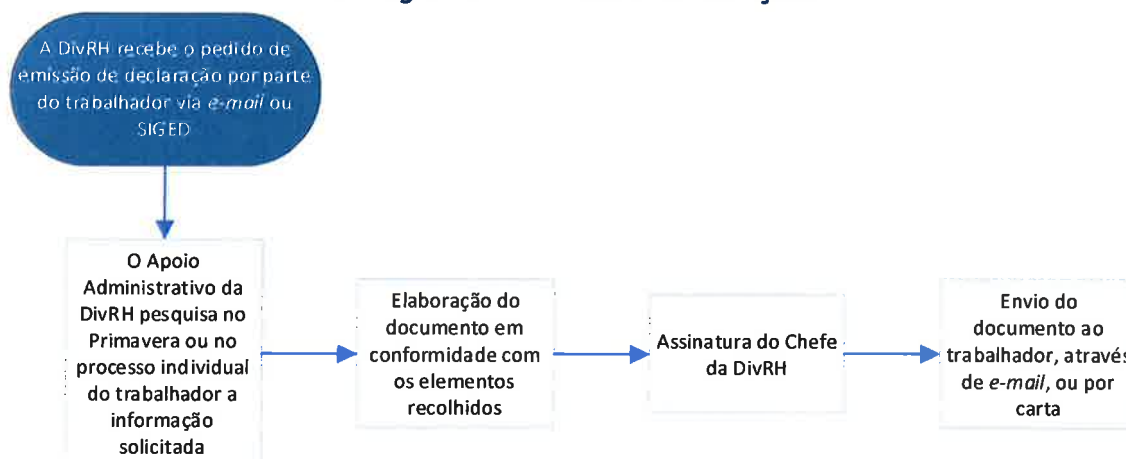 A DivRH recebe o pedido de
emissão de declaração por parte
do trabalhador via e-mail ou
SIGED
O Apoio
Administrativo da
DivRH pesquisa no
Primavera ou no
processo individual
do trabalhador a
informação
solicitada
Elaboração do
documento em
conformidade com
os elementos
recolhidos
Assinatura do Chefe
da DivRH
Envio do
documento ao
trabalhador, através
de e-mail, ou por
carta